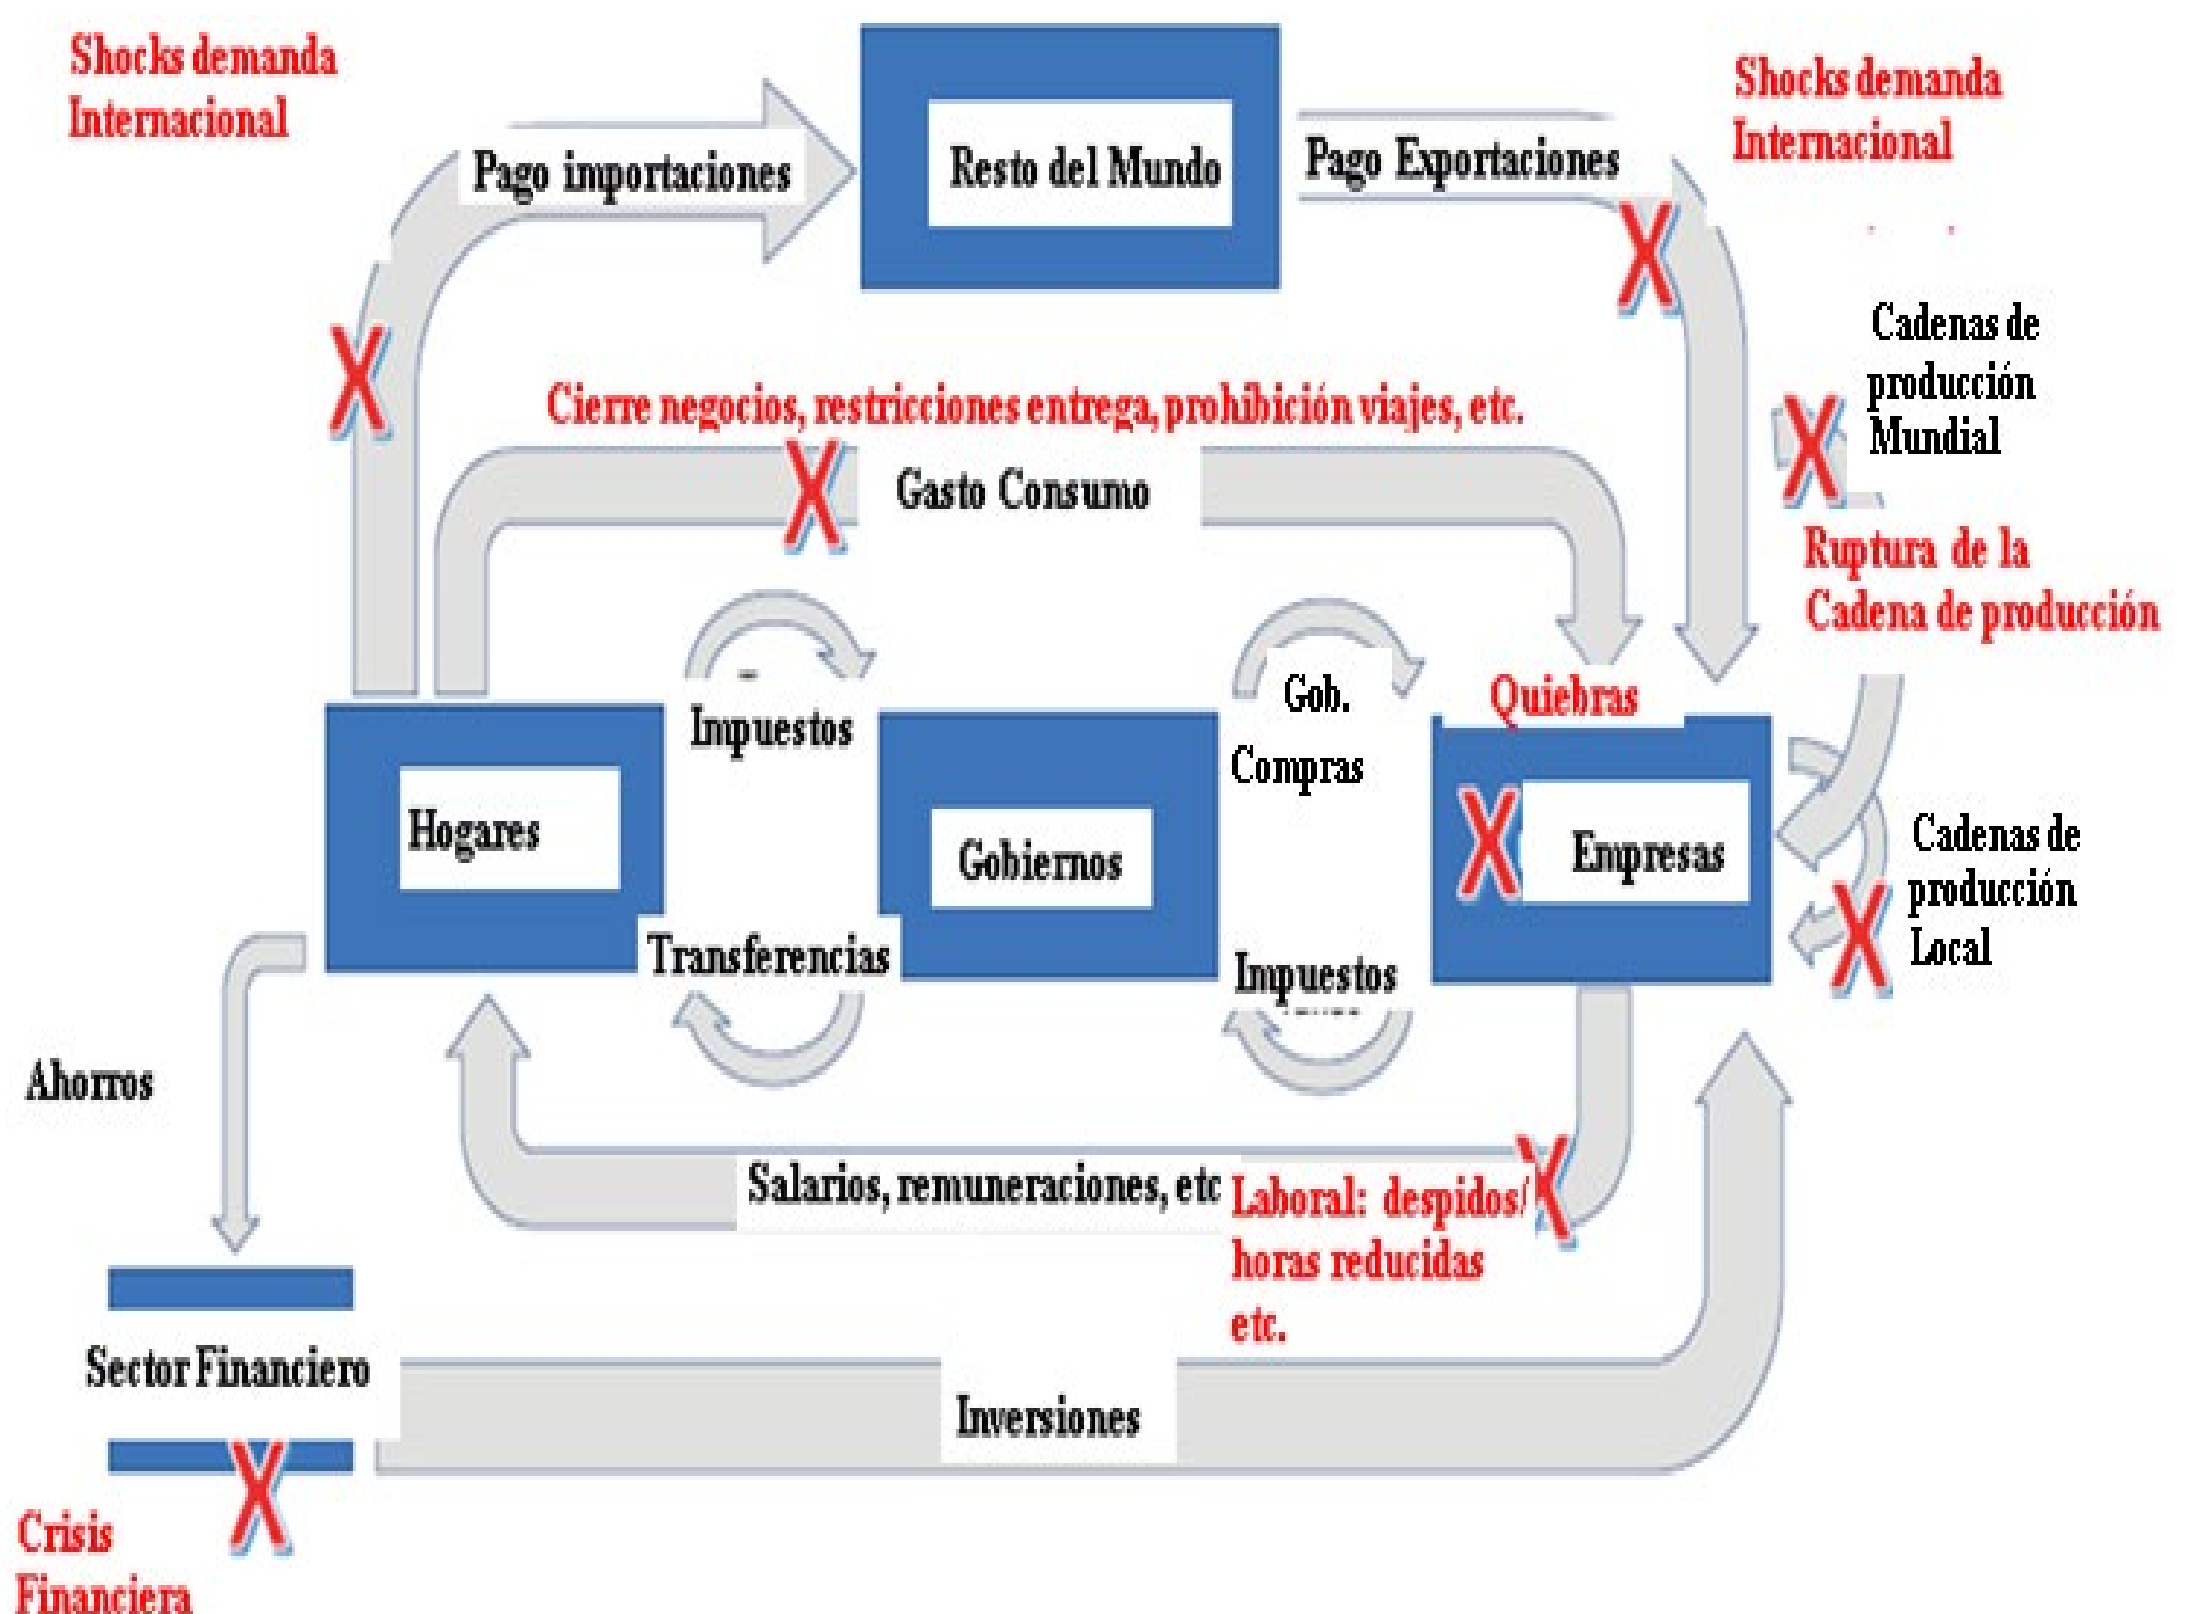 Shocks demanda
Internacional
Shocks demanda
Internacional
Pago importaciones
Resto del Mundo
Pago Exportaciones
Cadenas de
producción
Mundial
Cierre negocios, restricciones entrega, prohibición viajes, etc.
Gasto Consumo
Ruptura de la
Cadena de producción
Impuestos
Gob.
Compras
Quiebras
Hogares
Gobiernos
Empresas
Cadenas de
producción
Local
Transferencias
Impuestos
Ahorros
Salarios, remuneraciones, etc
Laboral: despidos/
horas reducidas
etc.
Sector Financiero
Inversiones
Crisis
Financiera